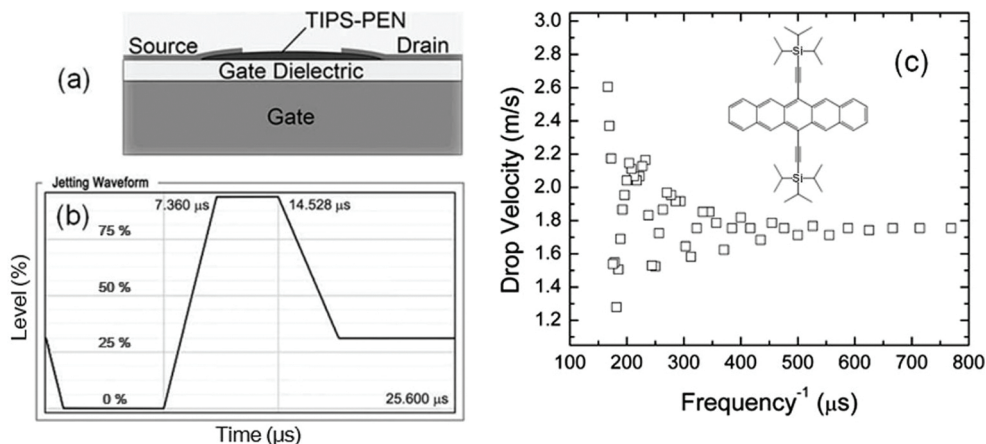 (a)
TIPS-PEN
Source
Drain
Gate Dielectric
Gate
(b)
Jetting Waveform
7.360 µs
14.528 µs
75 %
50 %
25 %
0 %
25.600 µs
Level (%)
Time (µs)
(c)
3.0
2.8
2.6
2.4
2.2
2.0
1.8
1.6
1.4
1.2
Drop Velocity (m/s)
Si
Si
100 200 300 400 500 600 700 800
Frequency⁻¹ (µs)